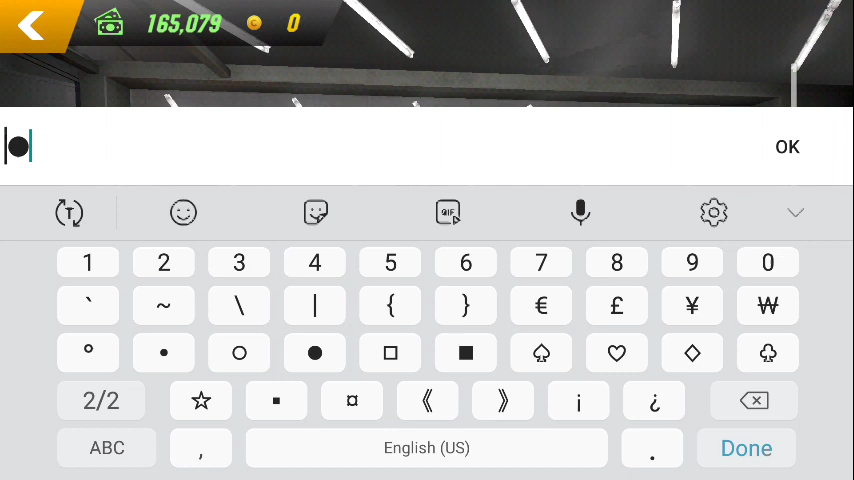 165,079 C 0
|●
OK
T GIF
1 2 3 4 5 6 7 8 9 0
` ~ \ | { } € £ ¥ ₩
° • ○ ● □ ■ ♤ ♡ ◇ ♧
2/2 ☆ ▪ ¤ 《 》 ¡ ¿
ABC , English (US) . Done